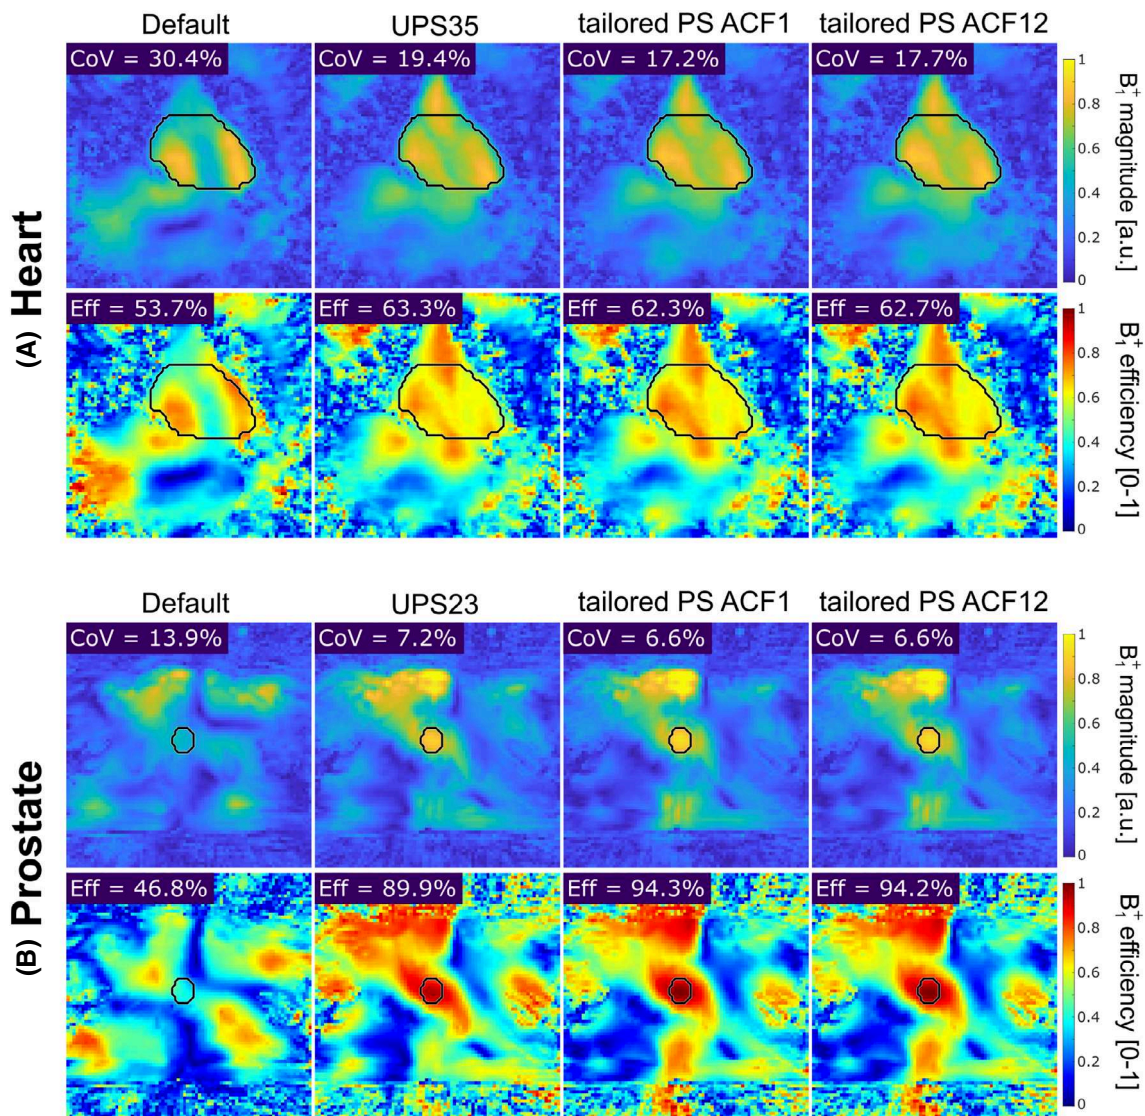 Default UPS35 tailored PS ACF1 tailored PS ACF12
(A) Heart
CoV = 30.4% CoV = 19.4% CoV = 17.2% CoV = 17.7%
1
0.8
0.6
0.4
0.2
0
B₁⁺ magnitude [a.u.]
Eff = 53.7% Eff = 63.3% Eff = 62.3% Eff = 62.7%
1
0.8
0.6
0.4
0.2
0
B₁⁺ efficiency [0-1]
Default UPS23 tailored PS ACF1 tailored PS ACF12
(B) Prostate
CoV = 13.9% CoV = 7.2% CoV = 6.6% CoV = 6.6%
1
0.8
0.6
0.4
0.2
0
B₁⁺ magnitude [a.u.]
Eff = 46.8% Eff = 89.9% Eff = 94.3% Eff = 94.2%
1
0.8
0.6
0.4
0.2
0
B₁⁺ efficiency [0-1]